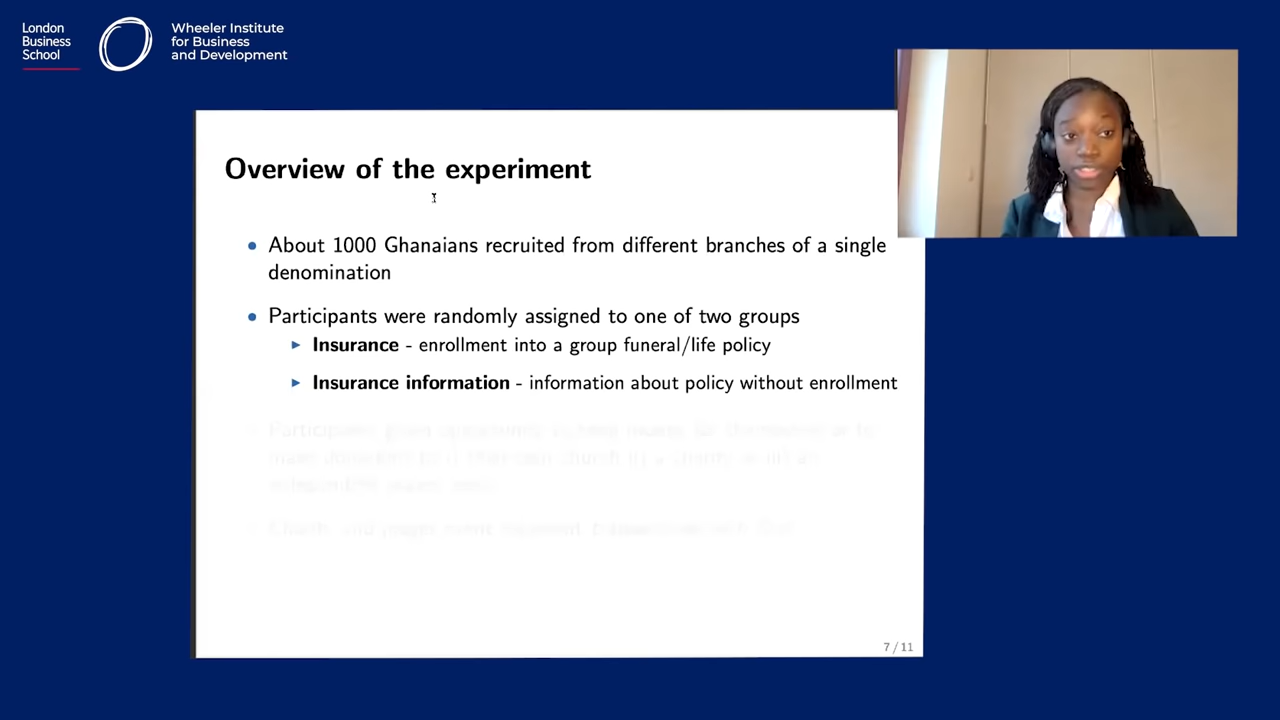 London
Business
School
Wheeler Institute
for Business
and Development
Overview of the experiment
• About 1000 Ghanaians recruited from different branches of a single
denomination
• Participants were randomly assigned to one of two groups
▶ Insurance - enrollment into a group funeral/life policy
▶ Insurance information - information about policy without enrollment
7 / 11